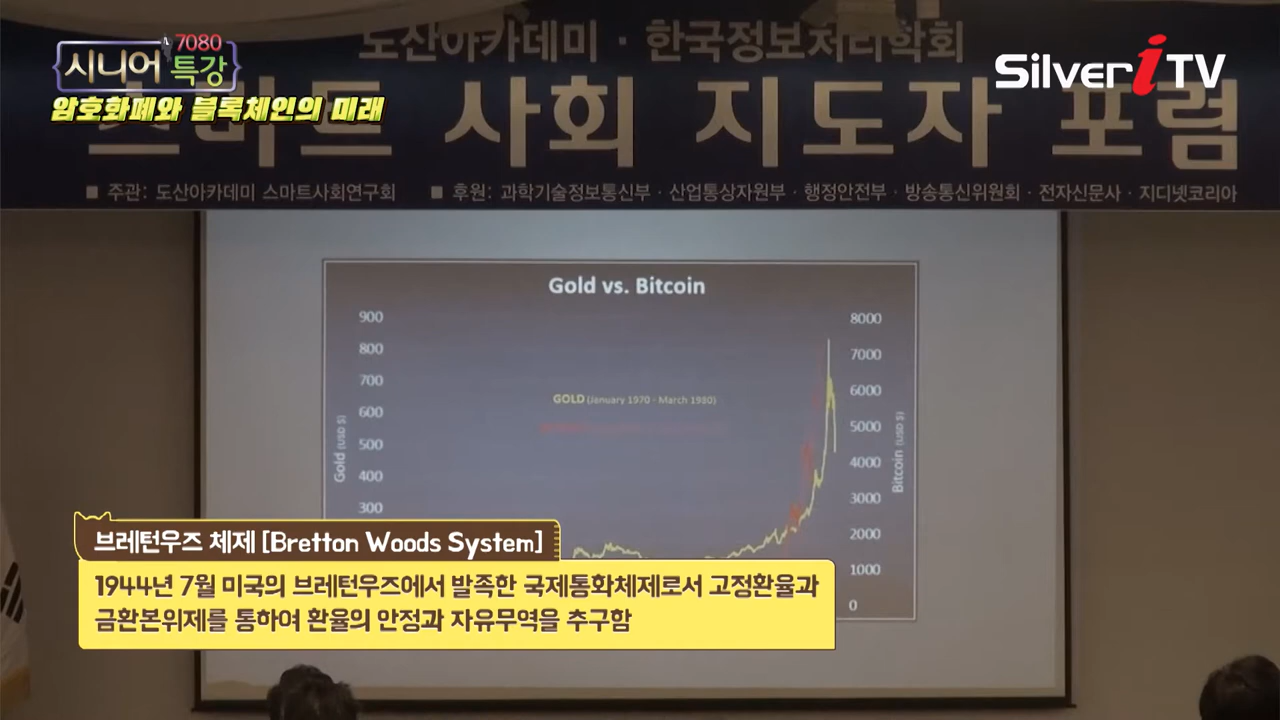 7080
시니어 특강
암호화폐와 블록체인의 미래
Silver i TV
도산아카데미 · 한국정보처리학회
스마트 사회 지도자 포럼
■ 주관: 도산아카데미 스마트사회연구회 ■ 후원: 과학기술정보통신부 · 산업통상자원부 · 행정안전부 · 방송통신위원회 · 전자신문사 · 지디넷코리아
Gold vs. Bitcoin
900
800
700
600
500
400
300
Gold (USD $)
GOLD (January 1970 - March 1980)
8000
7000
6000
5000
4000
3000
2000
1000
0
Bitcoin (USD $)
브레턴우즈 체제 [Bretton Woods System]
1944년 7월 미국의 브레턴우즈에서 발족한 국제통화체제로서 고정환율과
금환본위제를 통하여 환율의 안정과 자유무역을 추구함